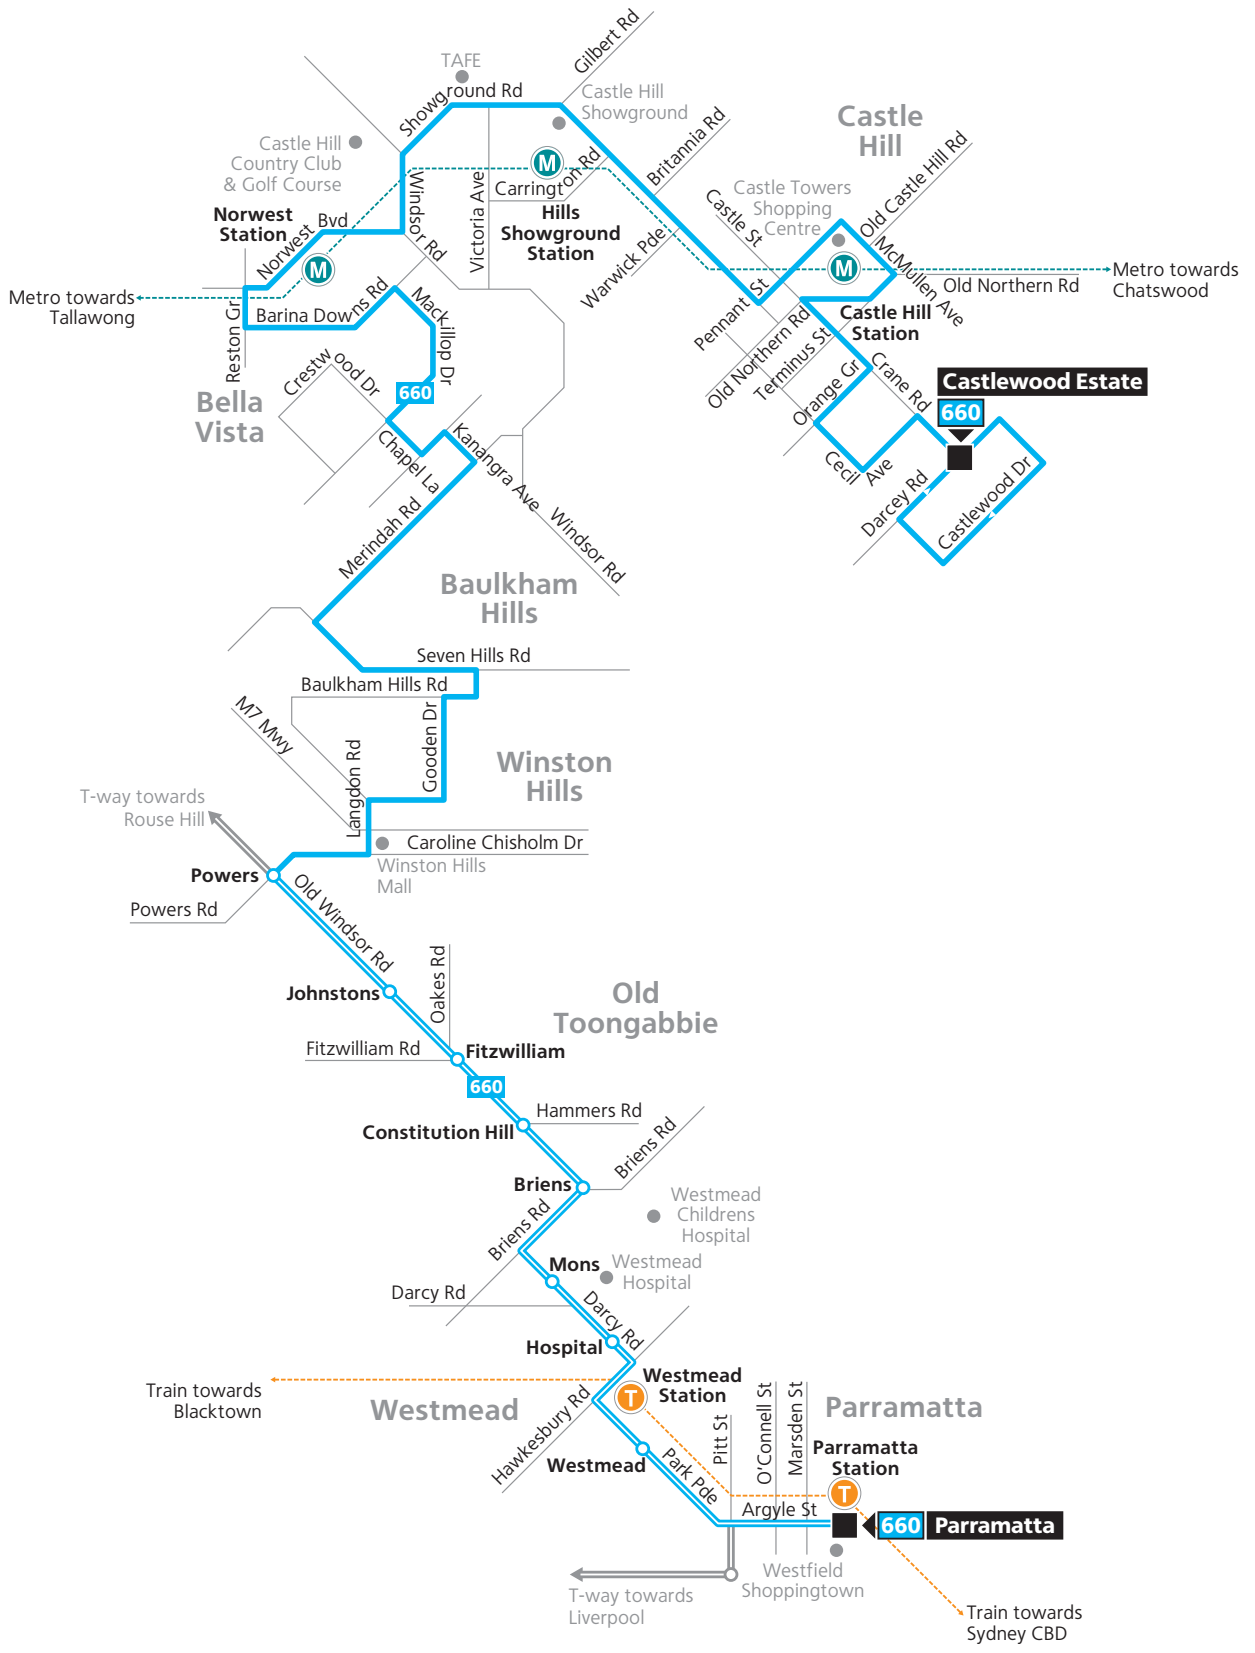 Gilbert Rd
TAFE
Showground Rd
Castle Hill
Showground
Castle
Hill
Castle Hill
Country Club
& Golf Course
Britannia Rd
Old Castle Hill Rd
M
Carrington Rd
Windsor Rd
Victoria Ave
Castle Towers
Shopping
Centre
Castle St
Norwest
Station
Norwest Bvd
Hills
Showground
Station
Warwick Pde
McMullen Ave
M
M
Metro towards
Tallawong
Metro towards
Chatswood
Old Northern Rd
Reston Gr
Barina Downs Rd
Mackillop Dr
Pennant St
Castle Hill
Station
Old Northern Rd
Terminus St
Orange Gr
Crane Rd
Castlewood Estate
660
Crestwood Dr
660
Bella
Vista
Chapel La
Kanangra Ave
Cecil Ave
Darcey Rd
Castlewood Dr
Merindah Rd
Windsor Rd
Baulkham
Hills
Seven Hills Rd
Baulkham Hills Rd
M7 Mwy
Gooden Dr
Langdon Rd
Winston
Hills
T-way towards
Rouse Hill
Caroline Chisholm Dr
Winston Hills
Mall
Powers
Powers Rd
Old Windsor Rd
Johnstons
Oakes Rd
Old
Toongabbie
Fitzwilliam Rd
Fitzwilliam
660
Hammers Rd
Constitution Hill
Briens Rd
Briens
Westmead
Childrens
Hospital
Briens Rd
Mons
Westmead
Hospital
Darcy Rd
Darcy Rd
Hospital
Westmead
Station
T
Train towards
Blacktown
Westmead
Hawkesbury Rd
Pitt St
O'Connell St
Marsden St
Parramatta
Parramatta
Station
T
Westmead
Park Pde
Argyle St
660
Parramatta
Westfield
Shoppingtown
T-way towards
Liverpool
Train towards
Sydney CBD